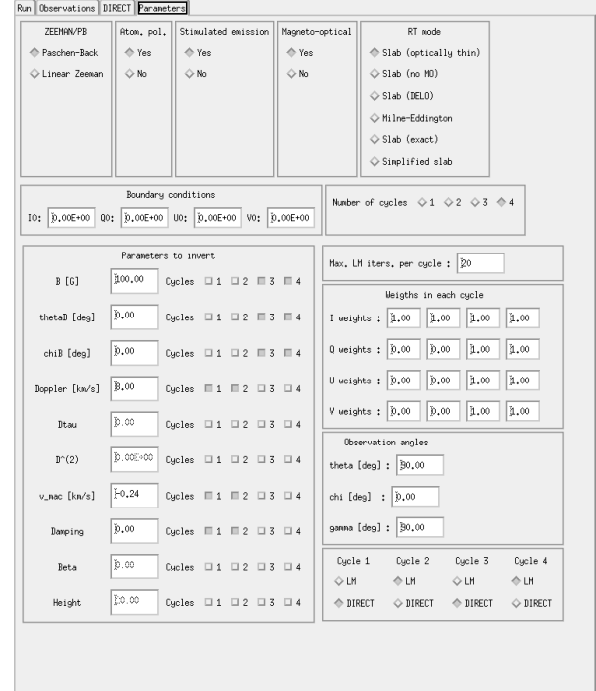 Run Observations DIRECT Parameters
ZEEMAN/PB
Paschen-Back
Linear Zeeman
Atom. pol.
Yes
No
Stimulated emission
Yes
No
Magneto-optical
Yes
No
RT mode
Slab (optically thin)
Slab (no MO)
Slab (DELO)
Milne-Eddington
Slab (exact)
Simplified slab
Boundary conditions
I0: 0.00E+00 Q0: 0.00E+00 U0: 0.00E+00 V0: 0.00E+00
Number of cycles 1 2 3 4
Parameters to invert
B [G] 100.00 Cycles 1 2 3 4
thetaB [deg] 0.00 Cycles 1 2 3 4
chiB [deg] 0.00 Cycles 1 2 3 4
Doppler [km/s] 8.00 Cycles 1 2 3 4
Dtau 0.00 Cycles 1 2 3 4
D^(2) 0.00E+00 Cycles 1 2 3 4
v_mac [km/s] -0.24 Cycles 1 2 3 4
Damping 0.00 Cycles 1 2 3 4
Beta 0.00 Cycles 1 2 3 4
Height Cycles 1 2 3 4
Max. LM iters. per cycle : 20
Weigths in each cycle
I weights : 1.00 1.00 1.00 1.00
Q weights : 0.00 0.00 1.00 1.00
U weights : 0.00 0.00 1.00 1.00
V weights : 0.00 0.00 1.00 1.00
Observation angles
theta [deg] : 90.00
chi [deg] : 0.00
gamma [deg] : 90.00
Cycle 1 Cycle 2 Cycle 3 Cycle 4
LM LM LM LM
DIRECT DIRECT DIRECT DIRECT